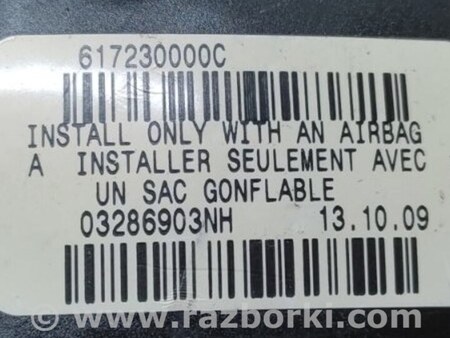 617230000C
INSTALL ONLY WITH AN AIRBAG
A INSTALLER SEULEMENT AVEC
UN SAC GONFLABLE
03286903NH 13.10.09
© www.razborki.com